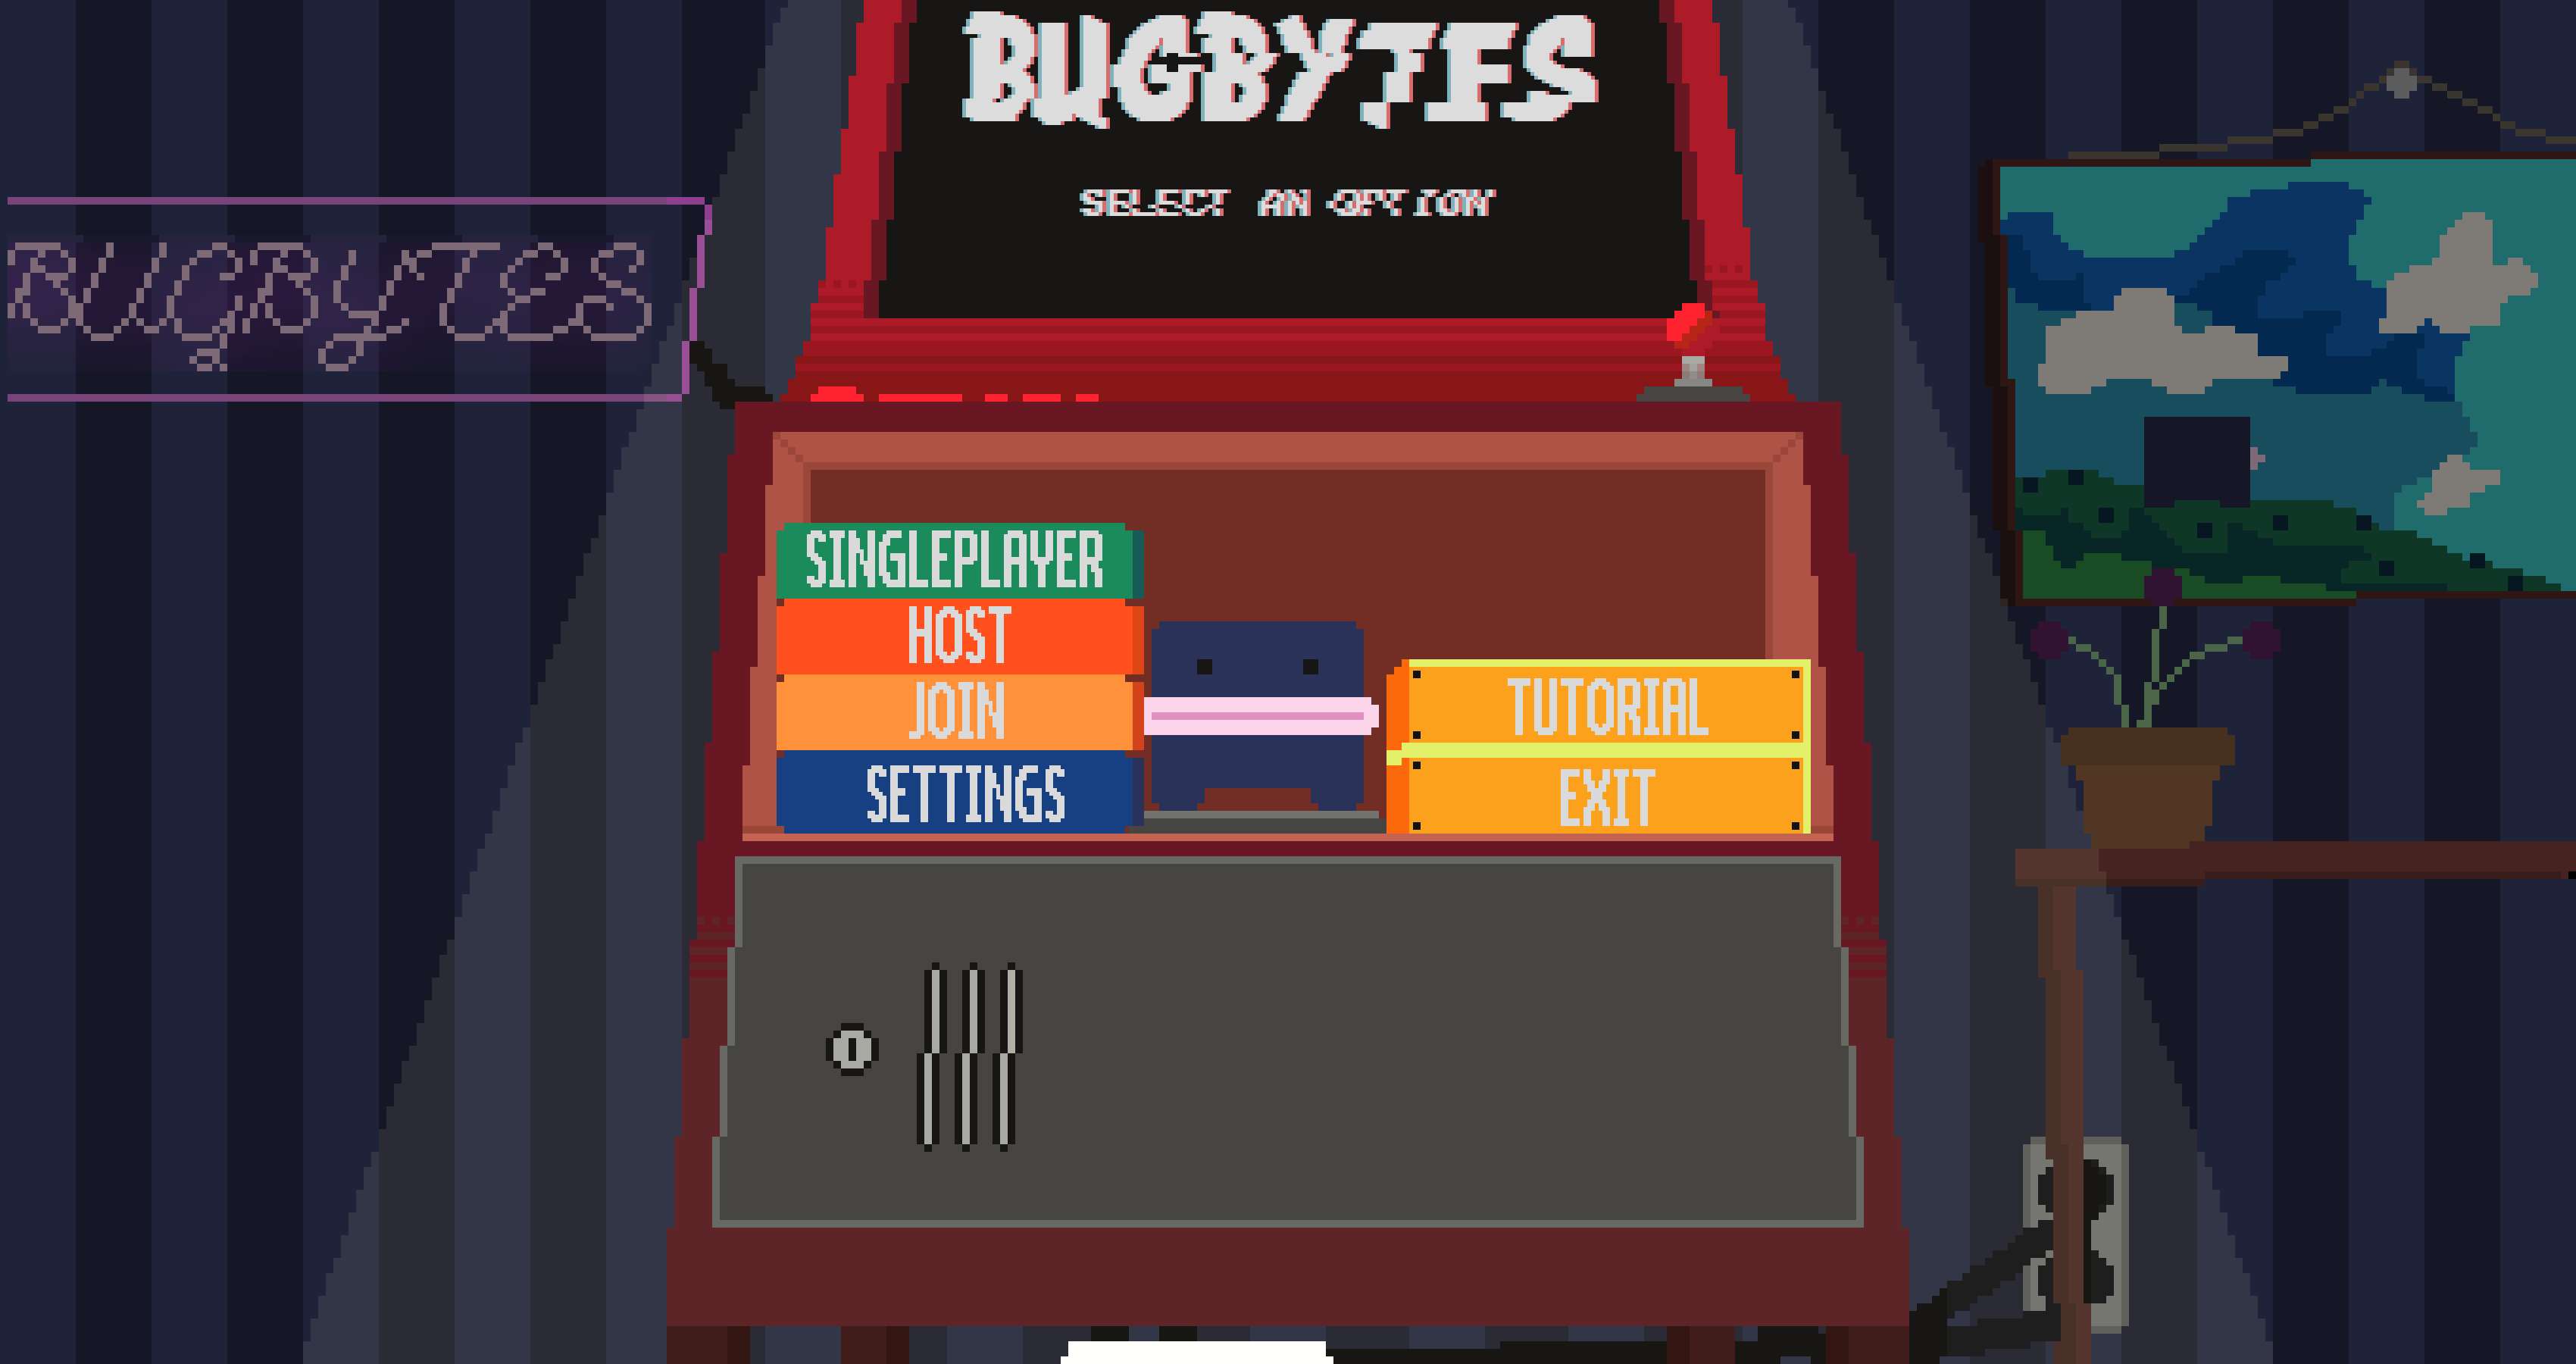 BUGBYTES
SELECT AN OPTION
BUGBYTES
SINGLEPLAYER
HOST
JOIN
SETTINGS
TUTORIAL
EXIT